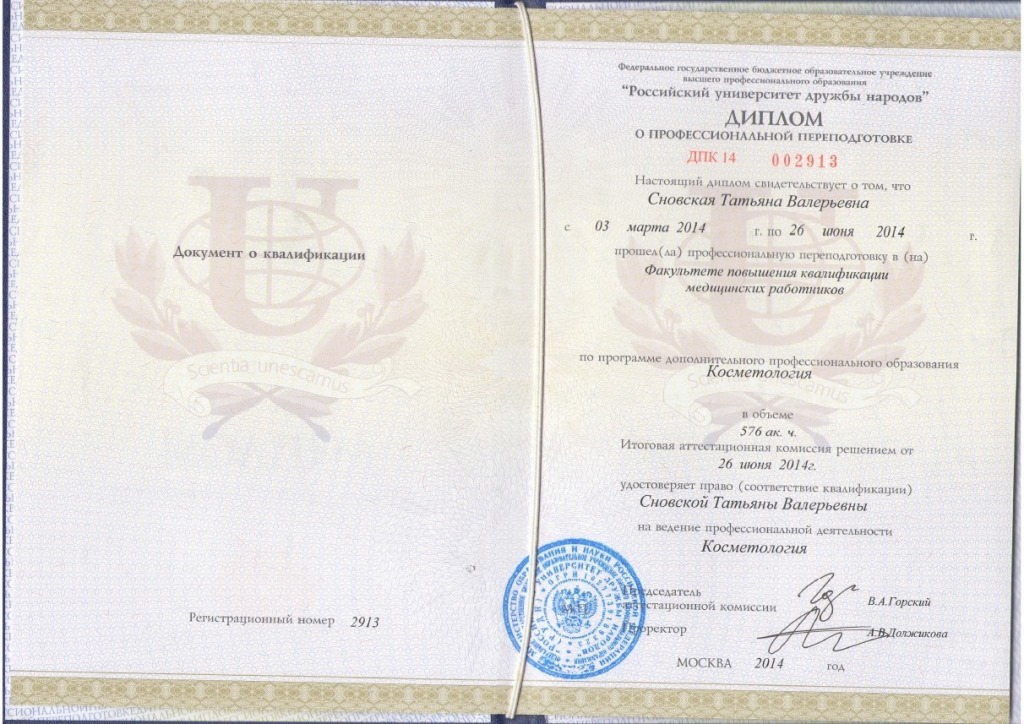 Документ о квалификации
Scientia unescamus
Регистрационный номер 2913
Федеральное государственное бюджетное образовательное учреждение
высшего профессионального образования
"Российский университет дружбы народов"
ДИПЛОМ
О ПРОФЕССИОНАЛЬНОЙ ПЕРЕПОДГОТОВКЕ
ДПК 14 002913
Настоящий диплом свидетельствует о том, что
Сновская Татьяна Валерьевна
с 03 марта 2014 г. по 26 июня 2014 г.
прошел(ла) профессиональную переподготовку в (на)
Факультете повышения квалификации
медицинских работников
по программе дополнительного профессионального образования
Косметология
в объеме
576 ак. ч.
Итоговая аттестационная комиссия решением от
26 июня 2014г.
удостоверяет право (соответствие квалификации)
Сновской Татьяны Валерьевны
на ведение профессиональной деятельности
Косметология
Председатель
аттестационной комиссии В.А.Горский
М.П.
Проректор А.В.Должикова
МОСКВА 2014 год